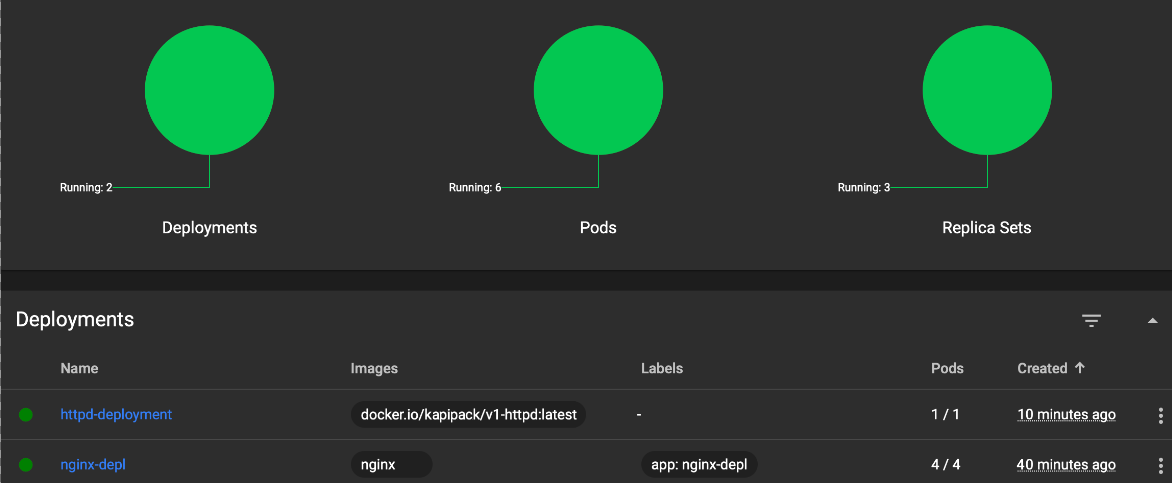 Running: 2
Running: 6
Running: 3
Deployments
Pods
Replica Sets
Deployments
Name Images Labels Pods Created
httpd-deployment docker.io/kapipack/v1-httpd:latest - 1 / 1 10 minutes ago
nginx-depl nginx app: nginx-depl 4 / 4 40 minutes ago